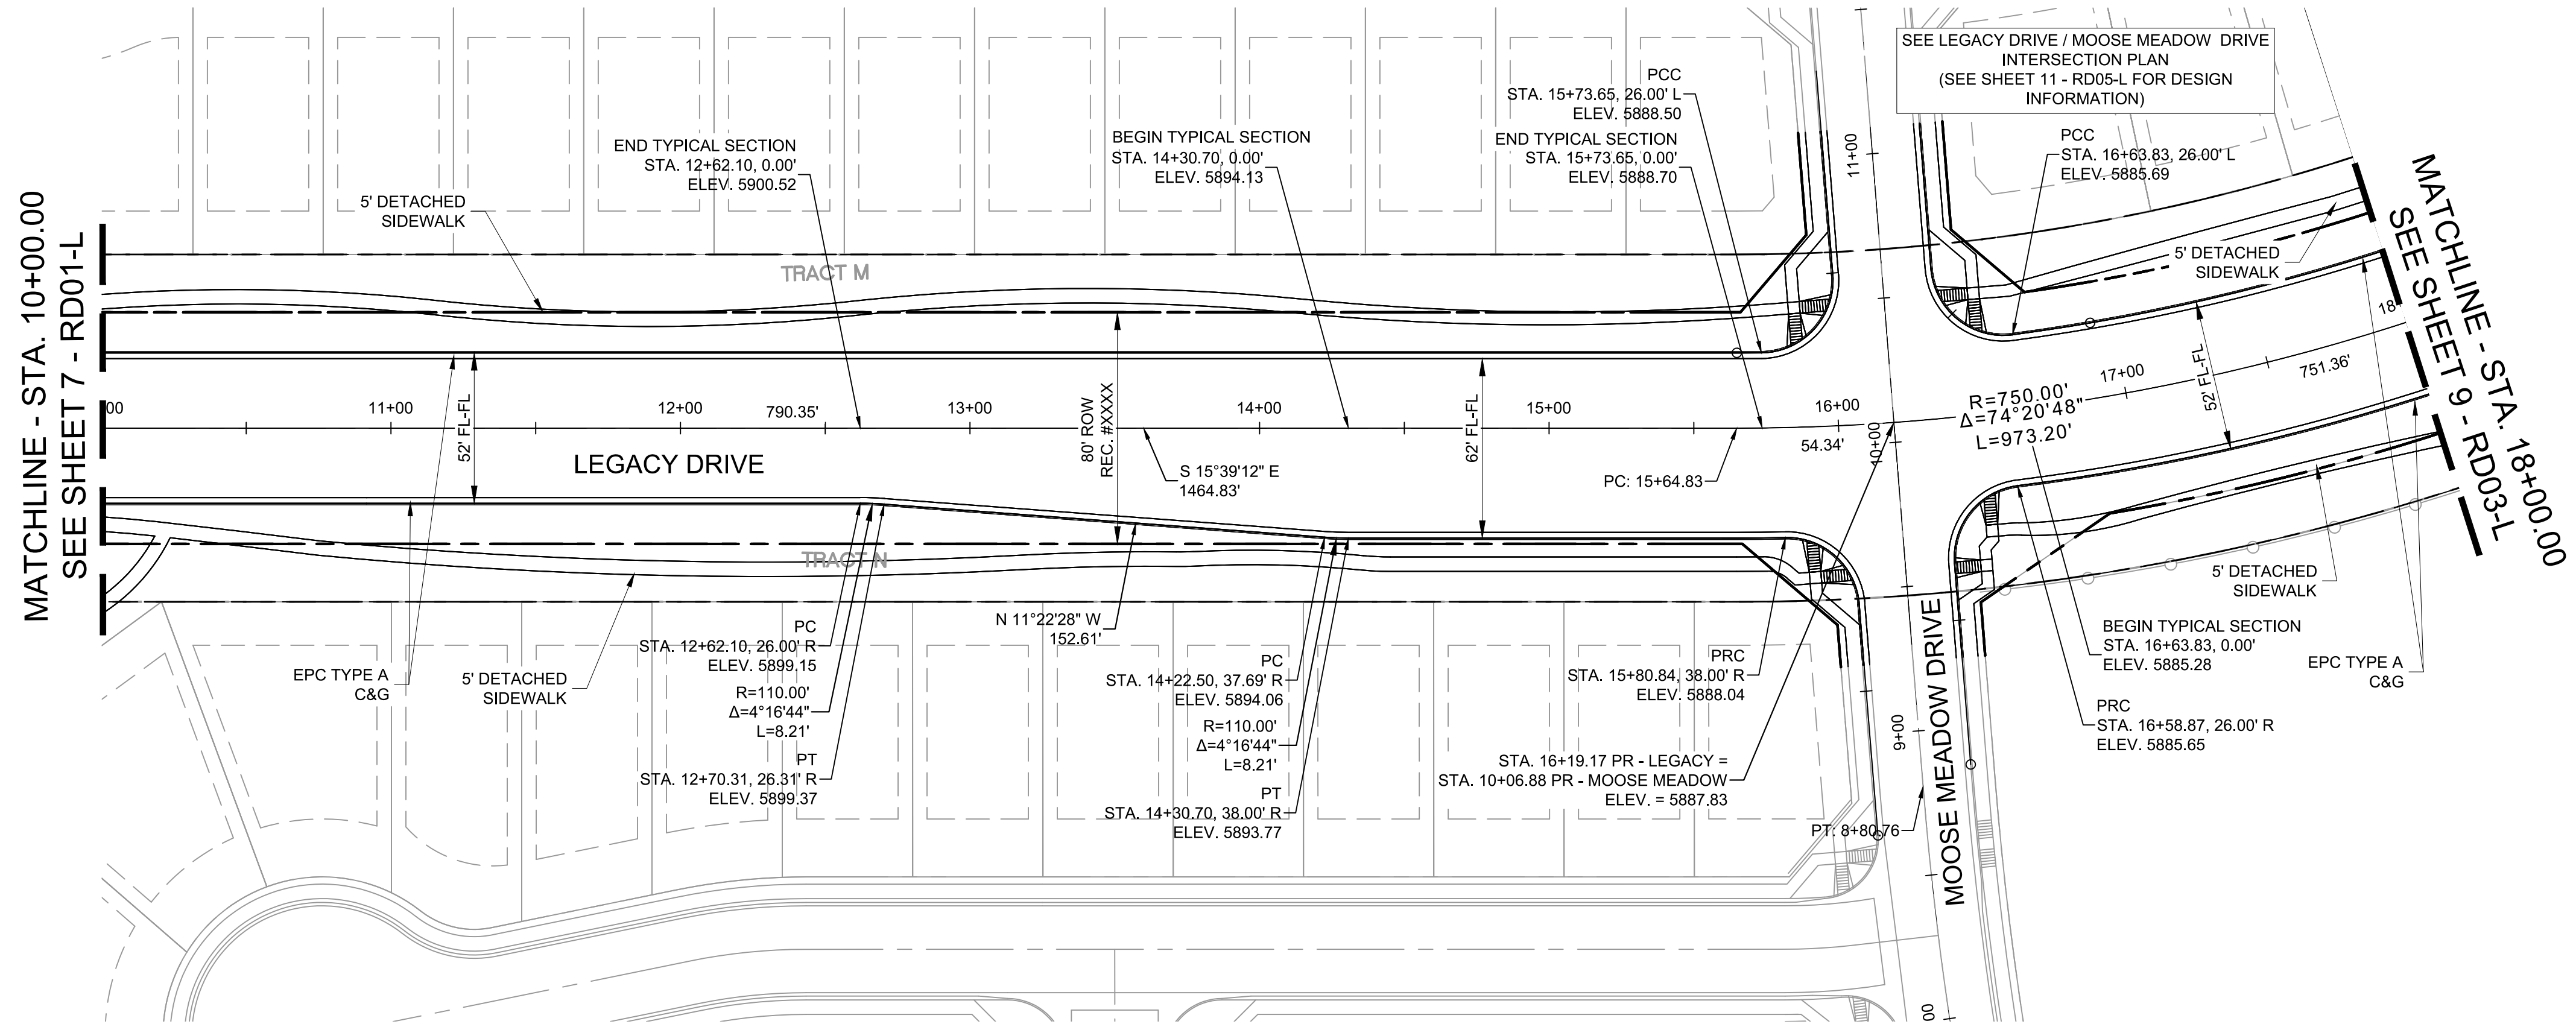 MATCHLINE - STA. 10+00.00
SEE SHEET 7 - RD01-L
5' DETACHED
SIDEWALK
END TYPICAL SECTION
STA. 12+62.10, 0.00'
ELEV. 5900.52
TRACT M
BEGIN TYPICAL SECTION
STA. 14+30.70, 0.00'
ELEV. 5894.13
PCC
STA. 15+73.65, 26.00' L
ELEV. 5888.50
END TYPICAL SECTION
STA. 15+73.65, 0.00'
ELEV. 5888.70
11+00
SEE LEGACY DRIVE / MOOSE MEADOW DRIVE
INTERSECTION PLAN
(SEE SHEET 11 - RD05-L FOR DESIGN
INFORMATION)
PCC
STA. 16+63.83, 26.00' L
ELEV. 5885.69
5' DETACHED
SIDEWALK
MATCHLINE - STA. 18+00.00
SEE SHEET 9 - RD03-L
00
11+00
12+00
790.35'
13+00
14+00
15+00
16+00
54.34'
10+00
17+00
751.36'
18
52' FL-FL
80' ROW
REC. #XXXX
62' FL-FL
52' FL-FL
R=750.00'
Δ=74°20'48"
L=973.20'
LEGACY DRIVE
S 15°39'12" E
1464.83'
PC: 15+64.83
TRACT N
N 11°22'28" W
152.61'
EPC TYPE A
C&G
5' DETACHED
SIDEWALK
PC
STA. 12+62.10, 26.00' R
ELEV. 5899.15
R=110.00'
Δ=4°16'44"
L=8.21'
PT
STA. 12+70.31, 26.31' R
ELEV. 5899.37
PC
STA. 14+22.50, 37.69' R
ELEV. 5894.06
R=110.00'
Δ=4°16'44"
L=8.21'
PT
STA. 14+30.70, 38.00' R
ELEV. 5893.77
PRC
STA. 15+80.84, 38.00' R
ELEV. 5888.04
STA. 16+19.17 PR - LEGACY =
STA. 10+06.88 PR - MOOSE MEADOW
ELEV. = 5887.83
PT: 8+80.76
9+00
MOOSE MEADOW DRIVE
00
5' DETACHED
SIDEWALK
BEGIN TYPICAL SECTION
STA. 16+63.83, 0.00'
ELEV. 5885.28
EPC TYPE A
C&G
PRC
STA. 16+58.87, 26.00' R
ELEV. 5885.65